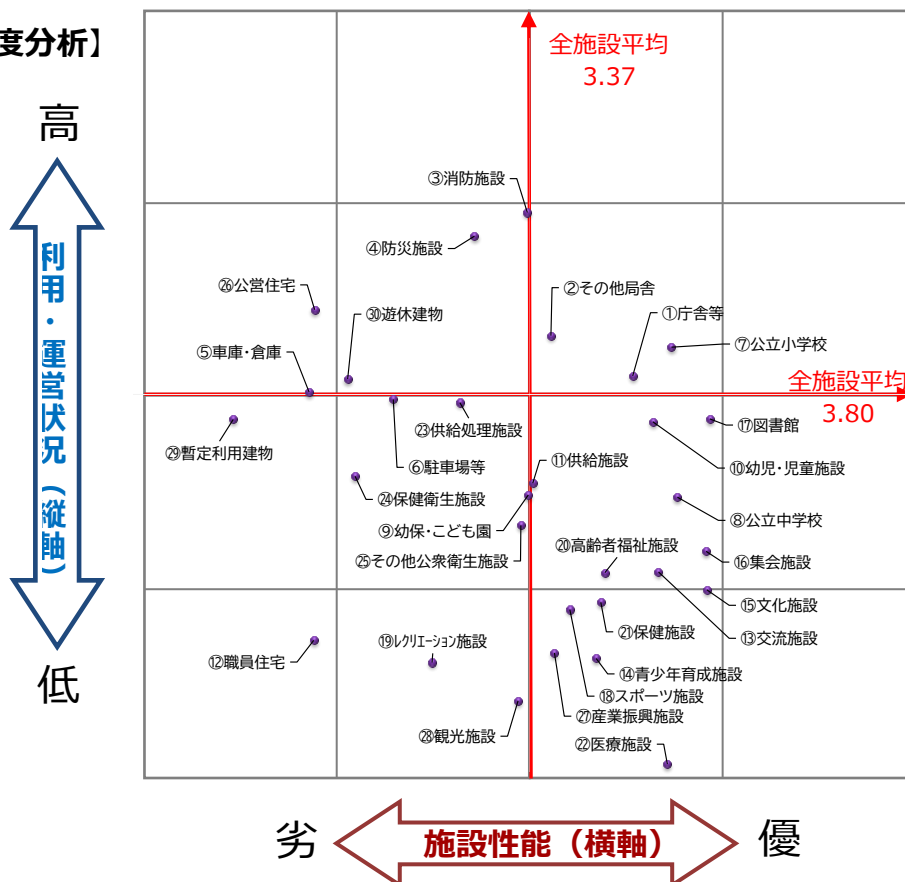 度分析】
全施設平均
3.37
高
③消防施設
④防災施設
㉖公営住宅
②その他局舎
㉚遊休建物
①庁舎等
⑦公立小学校
⑤車庫・倉庫
全施設平均
3.80
利用・運営状況（縦軸）
㉓供給処理施設
⑰図書館
㉙暫定利用建物
⑪供給施設
⑥駐車場等
⑩幼児・児童施設
㉔保健衛生施設
⑧公立中学校
⑨幼保・こども園
⑳高齢者福祉施設
㉕その他公衆衛生施設
⑯集会施設
⑮文化施設
㉑保健施設
⑬交流施設
⑲ﾚｸﾘｴｰｼｮﾝ施設
⑫職員住宅
⑭青少年育成施設
低
⑱スポーツ施設
㉗産業振興施設
㉘観光施設
㉒医療施設
劣
施設性能（横軸）
優